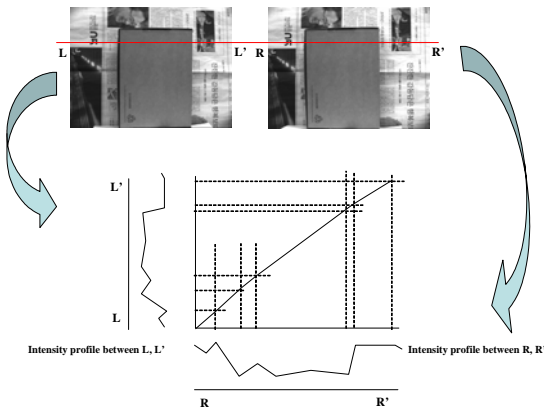 L L' R R'
L'
L
Intensity profile between L, L'
Intensity profile between R, R'
R R'